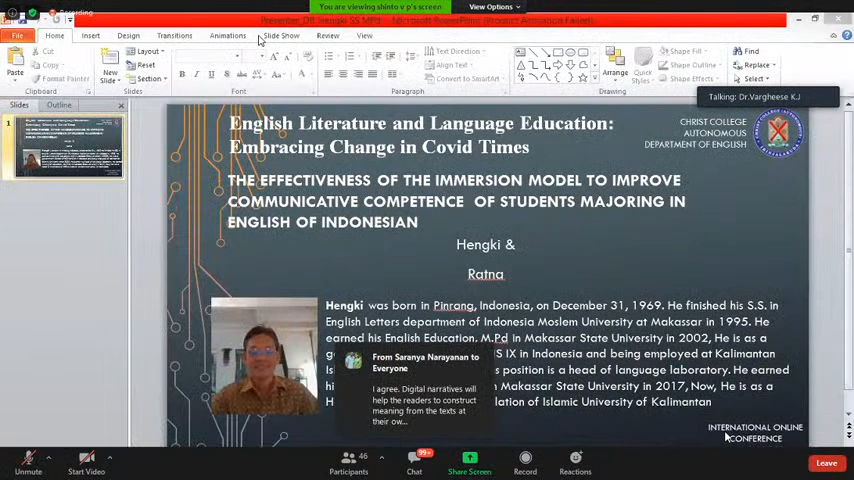 You are viewing shinto v p's screen
View Options
Recording
Presenter_DR Hengki SS MPd - Microsoft PowerPoint (Product Activation Failed)
File Home Insert Design Transitions Animations Slide Show Review View
Paste
Cut
Copy
Format Painter
Clipboard
New
Slide
Layout
Reset
Section
Slides
Font
Text Direction
Align Text
Convert to SmartArt
Paragraph
Arrange
Quick
Styles
Shape Fill
Shape Outline
Shape Effects
Drawing
Find
Replace
Select
Talking: Dr.Vargheese K.J
Slides Outline
1
English Literature and Language Education:
Embracing Change in Covid Times
CHRIST COLLEGE
AUTONOMOUS
DEPARTMENT OF ENGLISH
THE EFFECTIVENESS OF THE IMMERSION MODEL TO IMPROVE
COMMUNICATIVE COMPETENCE OF STUDENTS MAJORING IN
ENGLISH OF INDONESIAN
Hengki &
Ratna
Hengki was born in Pinrang, Indonesia, on December 31, 1969. He finished his S.S. in
English Letters department of Indonesia Moslem University at Makassar in 1995. He
earned his English Education. M.Pd in Makassar State University in 2002, He is as a
S IX in Indonesia and being employed at Kalimantan
s position is a head of language laboratory. He earned
n Makassar State University in 2017, Now, He is as a
lation of Islamic University of Kalimantan
From Saranya Narayanan to
Everyone
I agree. Digital narratives will
help the readers to construct
meaning from the texts at
their ow...
INTERNATIONAL ONLINE
CONFERENCE
Unmute
Start Video
46
Participants
99+
Chat
Share Screen
Record
Reactions
Leave